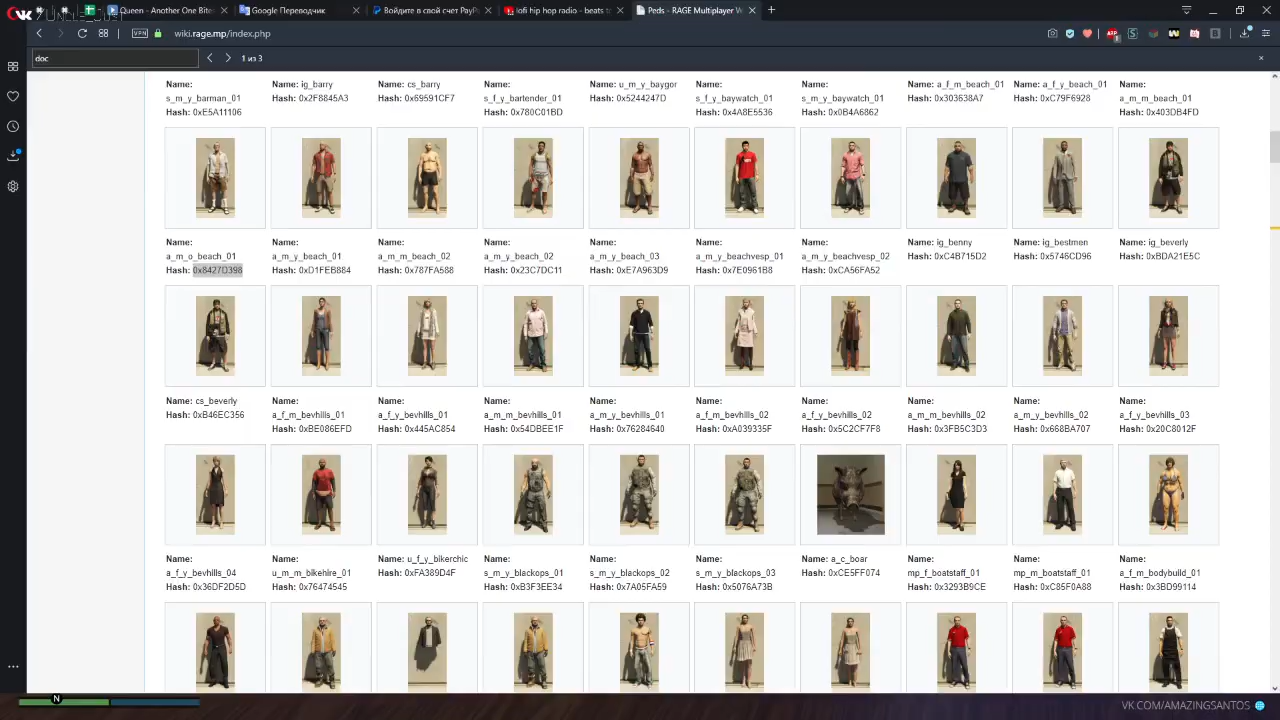 Queen - Another One Bites
Google Переводчик
Войдите в свой счет PayP
lofi hip hop radio - beats to
Peds - RAGE Multiplayer W
VPN
wiki.rage.mp/index.php
doc
1 из 3
Name: s_m_y_barman_01 Hash: 0xE5A11106
Name: ig_barry Hash: 0x2F8845A3
Name: cs_barry Hash: 0x69591CF7
Name: s_f_y_bartender_01 Hash: 0x780C01BD
Name: u_m_y_baygor Hash: 0x5244247D
Name: s_f_y_baywatch_01 Hash: 0x4A8E5536
Name: s_m_y_baywatch_01 Hash: 0x0B4A6862
Name: a_f_m_beach_01 Hash: 0x303638A7
Name: a_f_y_beach_01 Hash: 0xC79F6928
Name: a_m_m_beach_01 Hash: 0x403DB4FD
Name: a_m_o_beach_01 Hash: 0x8427D398
Name: a_m_y_beach_01 Hash: 0xD1FEB884
Name: a_m_m_beach_02 Hash: 0x787FA588
Name: a_m_y_beach_02 Hash: 0x23C7DC11
Name: a_m_y_beach_03 Hash: 0xE7A963D9
Name: a_m_y_beachvesp_01 Hash: 0x7E0961B8
Name: a_m_y_beachvesp_02 Hash: 0xCA56FA52
Name: ig_benny Hash: 0xC4B715D2
Name: ig_bestmen Hash: 0x5746CD96
Name: ig_beverly Hash: 0xBDA21E5C
Name: cs_beverly Hash: 0xB46EC356
Name: a_f_m_bevhills_01 Hash: 0xBE086EFD
Name: a_f_y_bevhills_01 Hash: 0x445AC854
Name: a_m_m_bevhills_01 Hash: 0x54DBEE1F
Name: a_m_y_bevhills_01 Hash: 0x76284640
Name: a_f_m_bevhills_02 Hash: 0xA039335F
Name: a_f_y_bevhills_02 Hash: 0x5C2CF7F8
Name: a_m_m_bevhills_02 Hash: 0x3FB5C3D3
Name: a_m_y_bevhills_02 Hash: 0x668BA707
Name: a_f_y_bevhills_03 Hash: 0x20C8012F
Name: a_f_y_bevhills_04 Hash: 0x36DF2D5D
Name: u_m_m_bikehire_01 Hash: 0x76474545
Name: u_f_y_bikerchic Hash: 0xFA389D4F
Name: s_m_y_blackops_01 Hash: 0xB3F3EE34
Name: s_m_y_blackops_02 Hash: 0x7A05FA59
Name: s_m_y_blackops_03 Hash: 0x5076A73B
Name: a_c_boar Hash: 0xCE5FF074
Name: mp_f_boatstaff_01 Hash: 0x3293B9CE
Name: mp_m_boatstaff_01 Hash: 0xC85F0A88
Name: a_f_m_bodybuild_01 Hash: 0x3BD99114
N
VK.COM/AMAZINGSANTOS